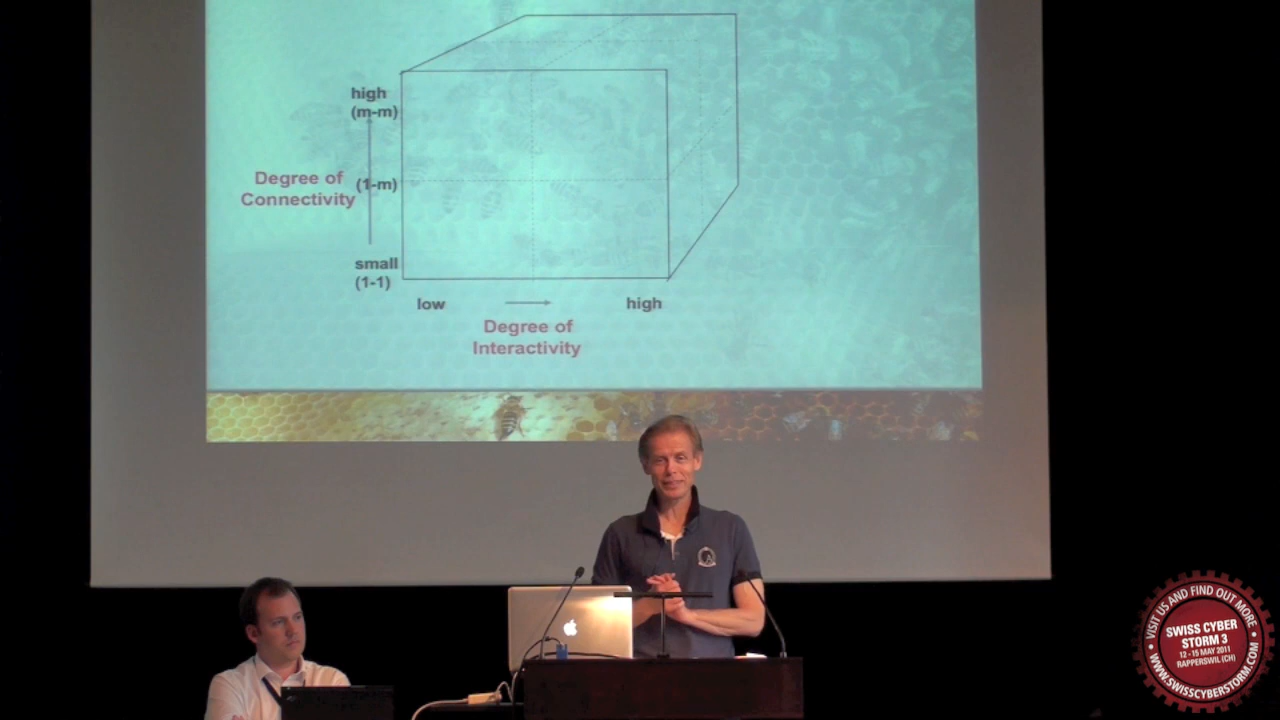 high
(m-m)
Degree of
Connectivity
(1-m)
small
(1-1)
low
high
Degree of
Interactivity
• VISIT US AND FIND OUT MORE •
SWISS CYBER
STORM 3
12 - 15 MAY 2011
RAPPERSWIL (CH)
WWW.SWISSCYBERSTORM.COM